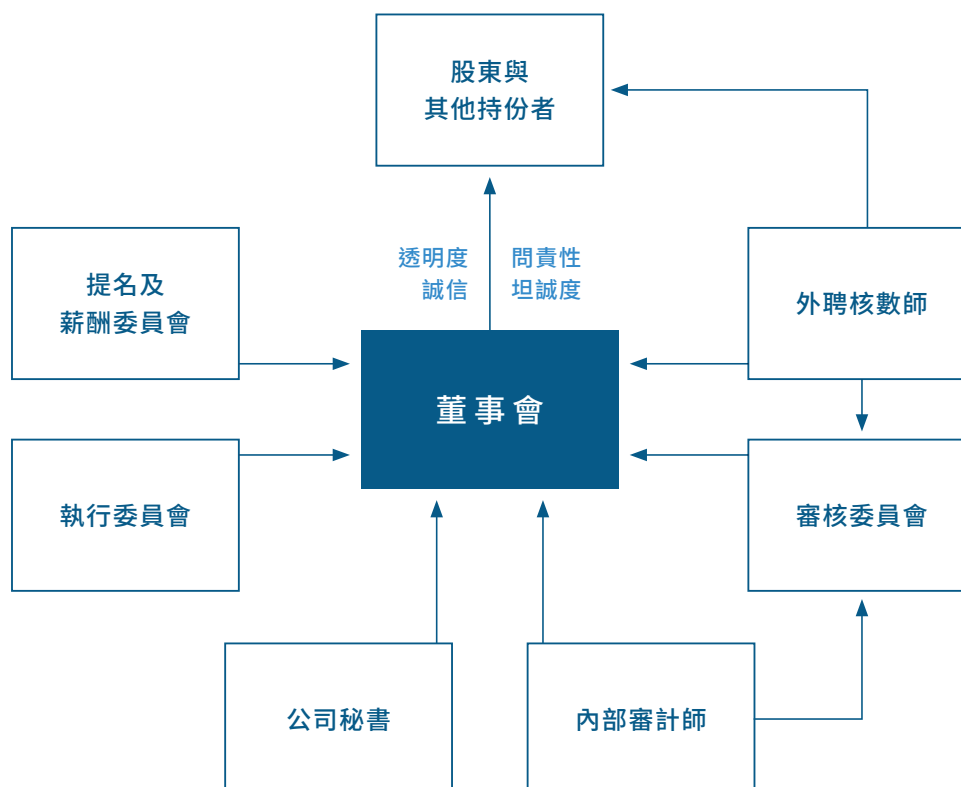 股東與
其他持份者
透明度
誠信
問責性
坦誠度
提名及
薪酬委員會
外聘核數師
董事會
執行委員會
審核委員會
公司秘書
內部審計師